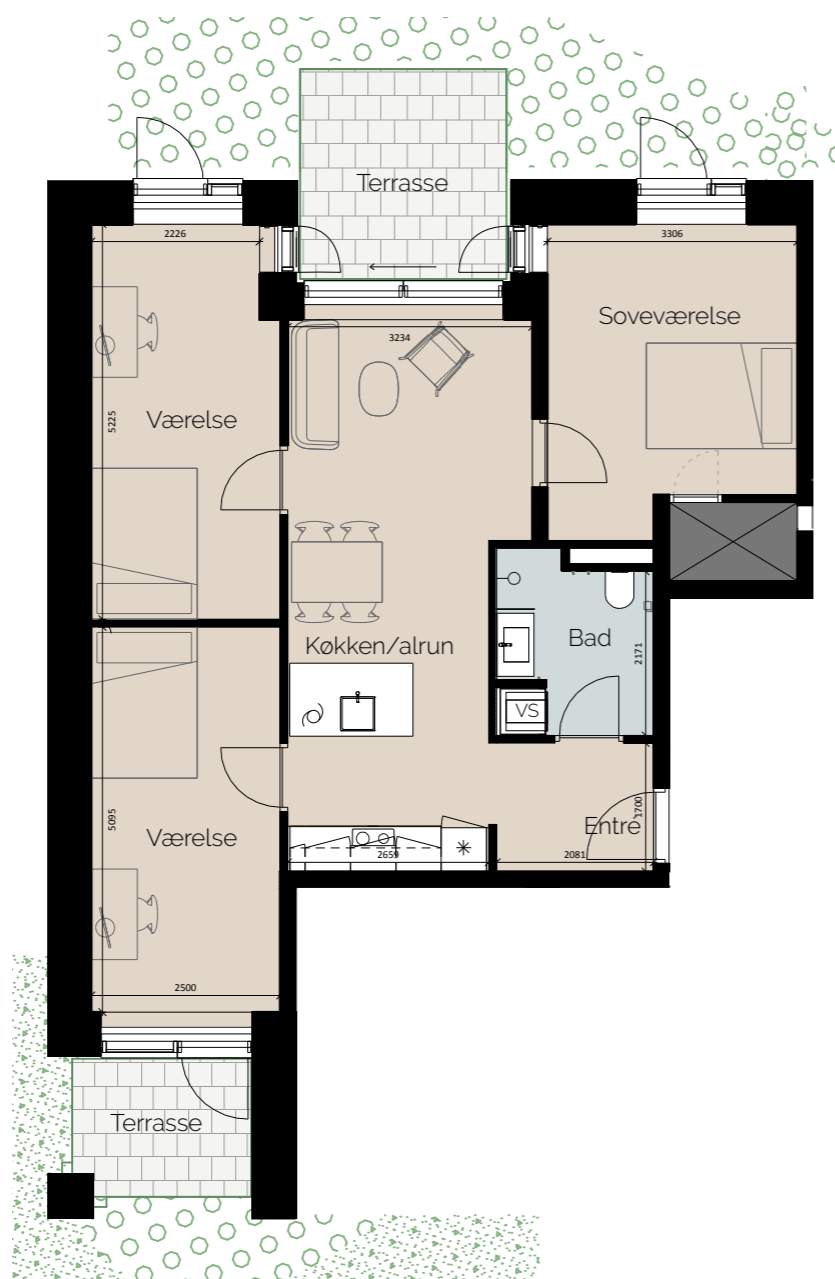 Terrasse
2226
3306
Soveværelse
3234
5225
Værelse
Køkken/alrun
Bad
2171
VS
5095
Værelse
Entre
1700
2659
2081
2500
Terrasse